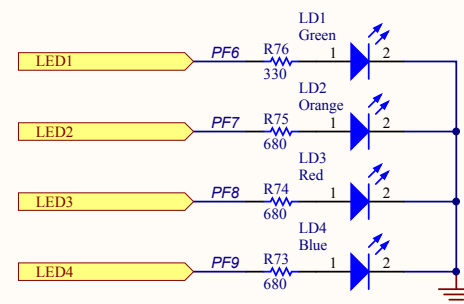 LD1
Green
LED1 PF6 R76 330 1 2
LD2
Orange
LED2 PF7 R75 680 1 2
LD3
Red
LED3 PF8 R74 680 1 2
LD4
Blue
LED4 PF9 R73 680 1 2